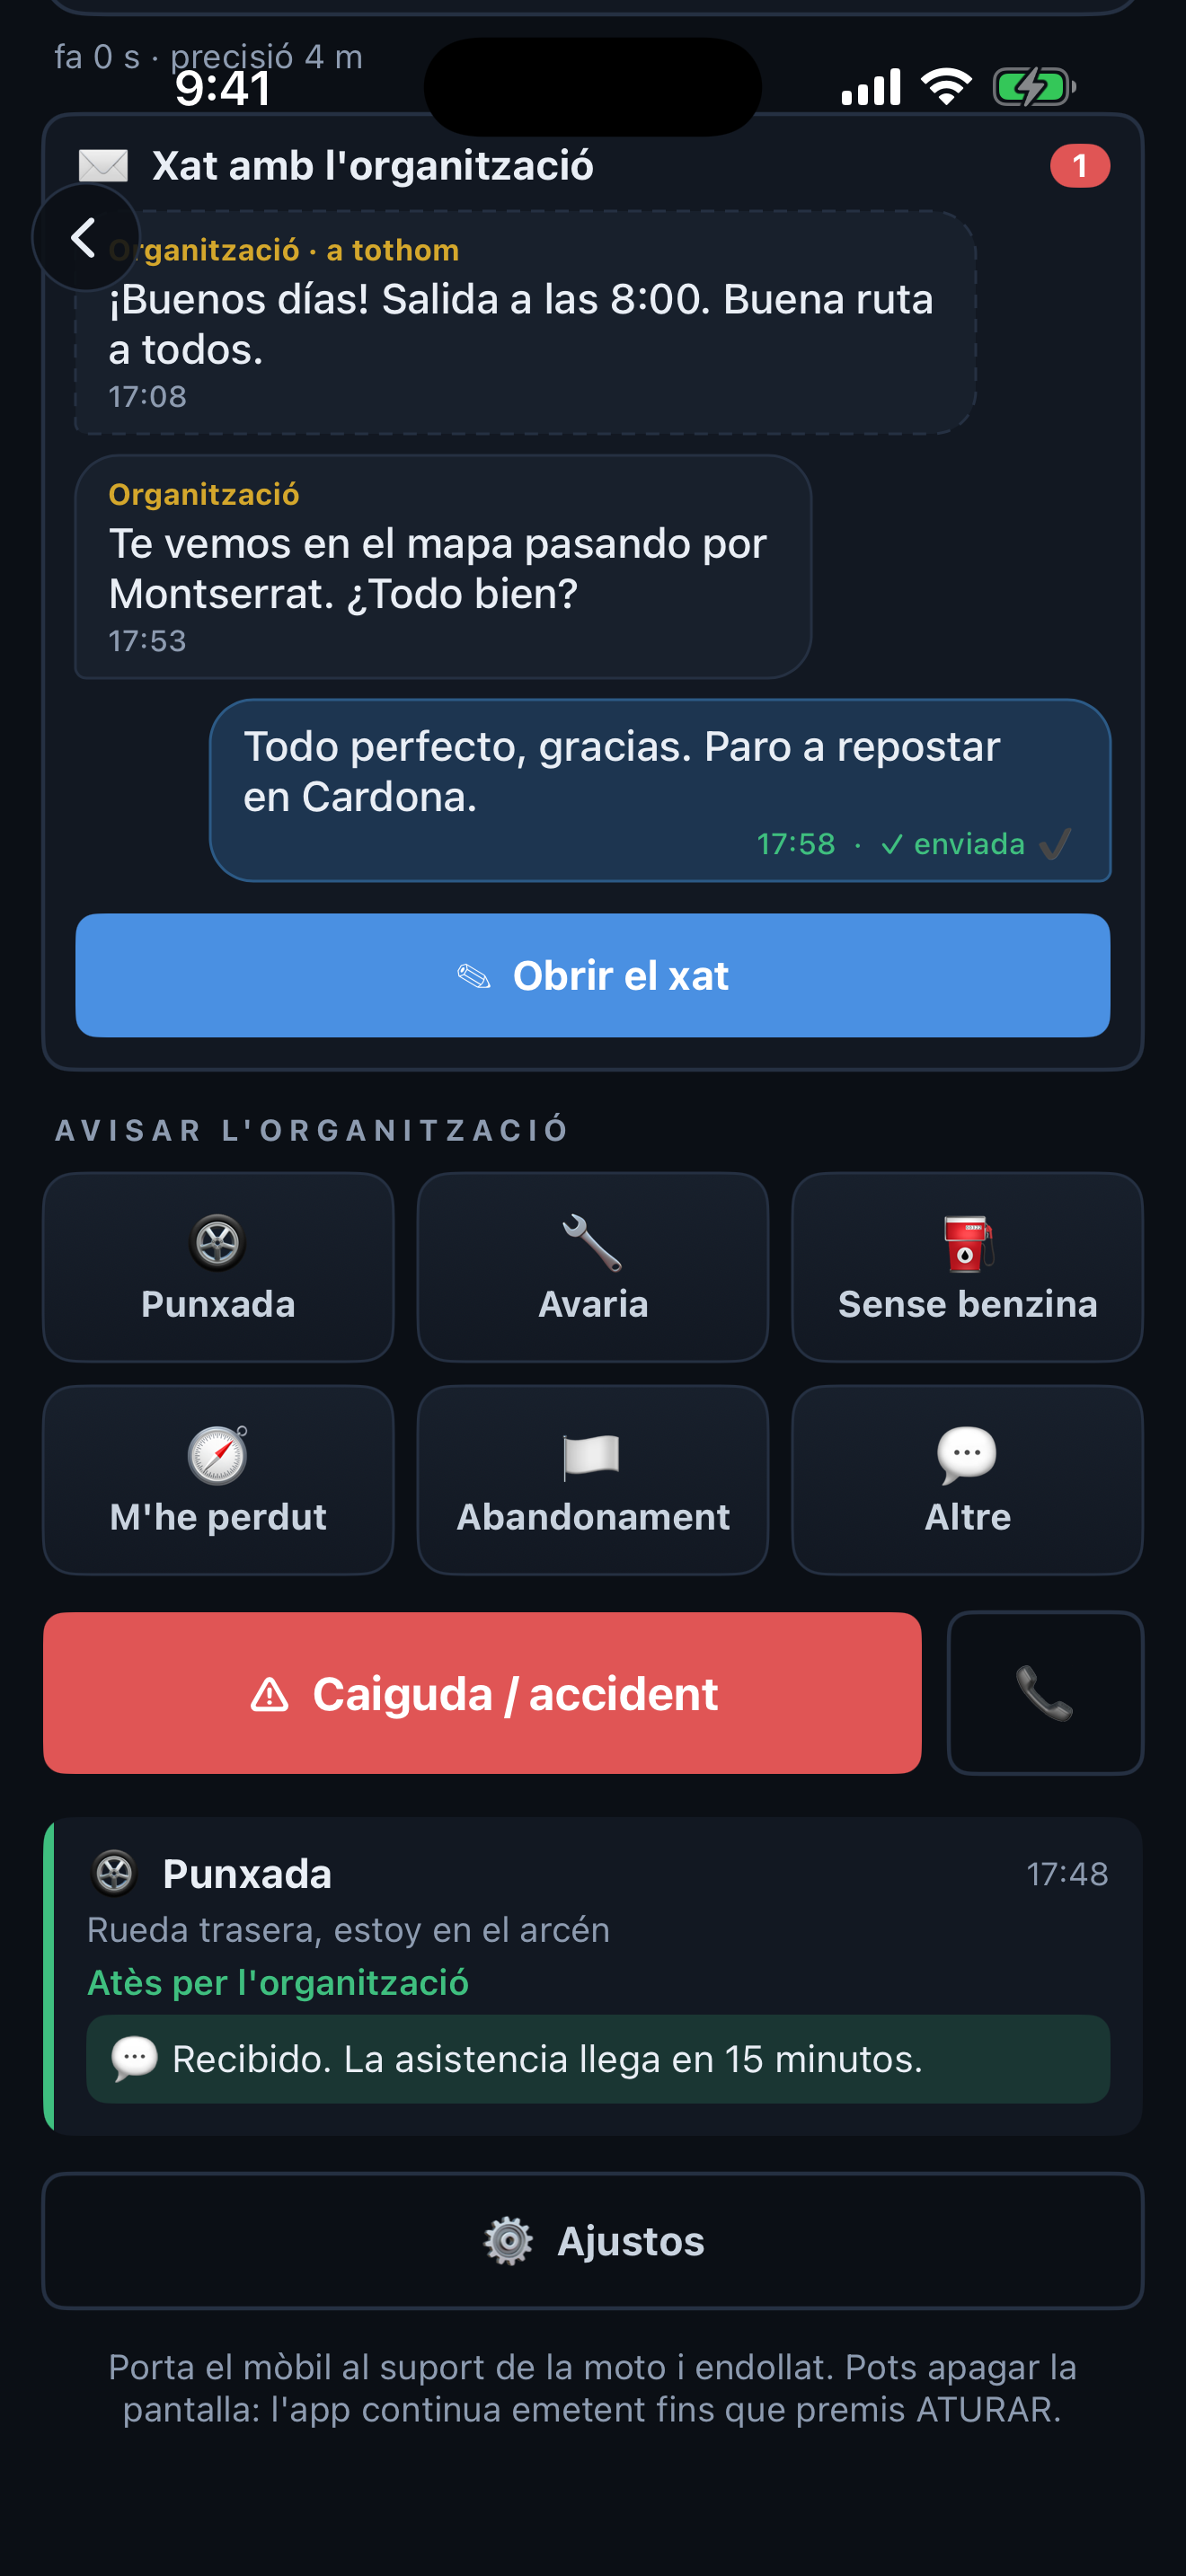 fa 0 s · precisió 4 m
9:41
Xat amb l'organització
1
Organització · a tothom
¡Buenos días! Salida a las 8:00. Buena ruta
a todos.
17:08
Organització
Te vemos en el mapa pasando por
Montserrat. ¿Todo bien?
17:53
Todo perfecto, gracias. Paro a repostar
en Cardona.
17:58 · ✓ enviada ✔
Obrir el xat
AVISAR L'ORGANITZACIÓ
Punxada
Avaria
Sense benzina
M'he perdut
Abandonament
Altre
Caiguda / accident
Punxada
17:48
Rueda trasera, estoy en el arcén
Atès per l'organització
Recibido. La asistencia llega en 15 minutos.
Ajustos
Porta el mòbil al suport de la moto i endollat. Pots apagar la
pantalla: l'app continua emetent fins que premis ATURAR.